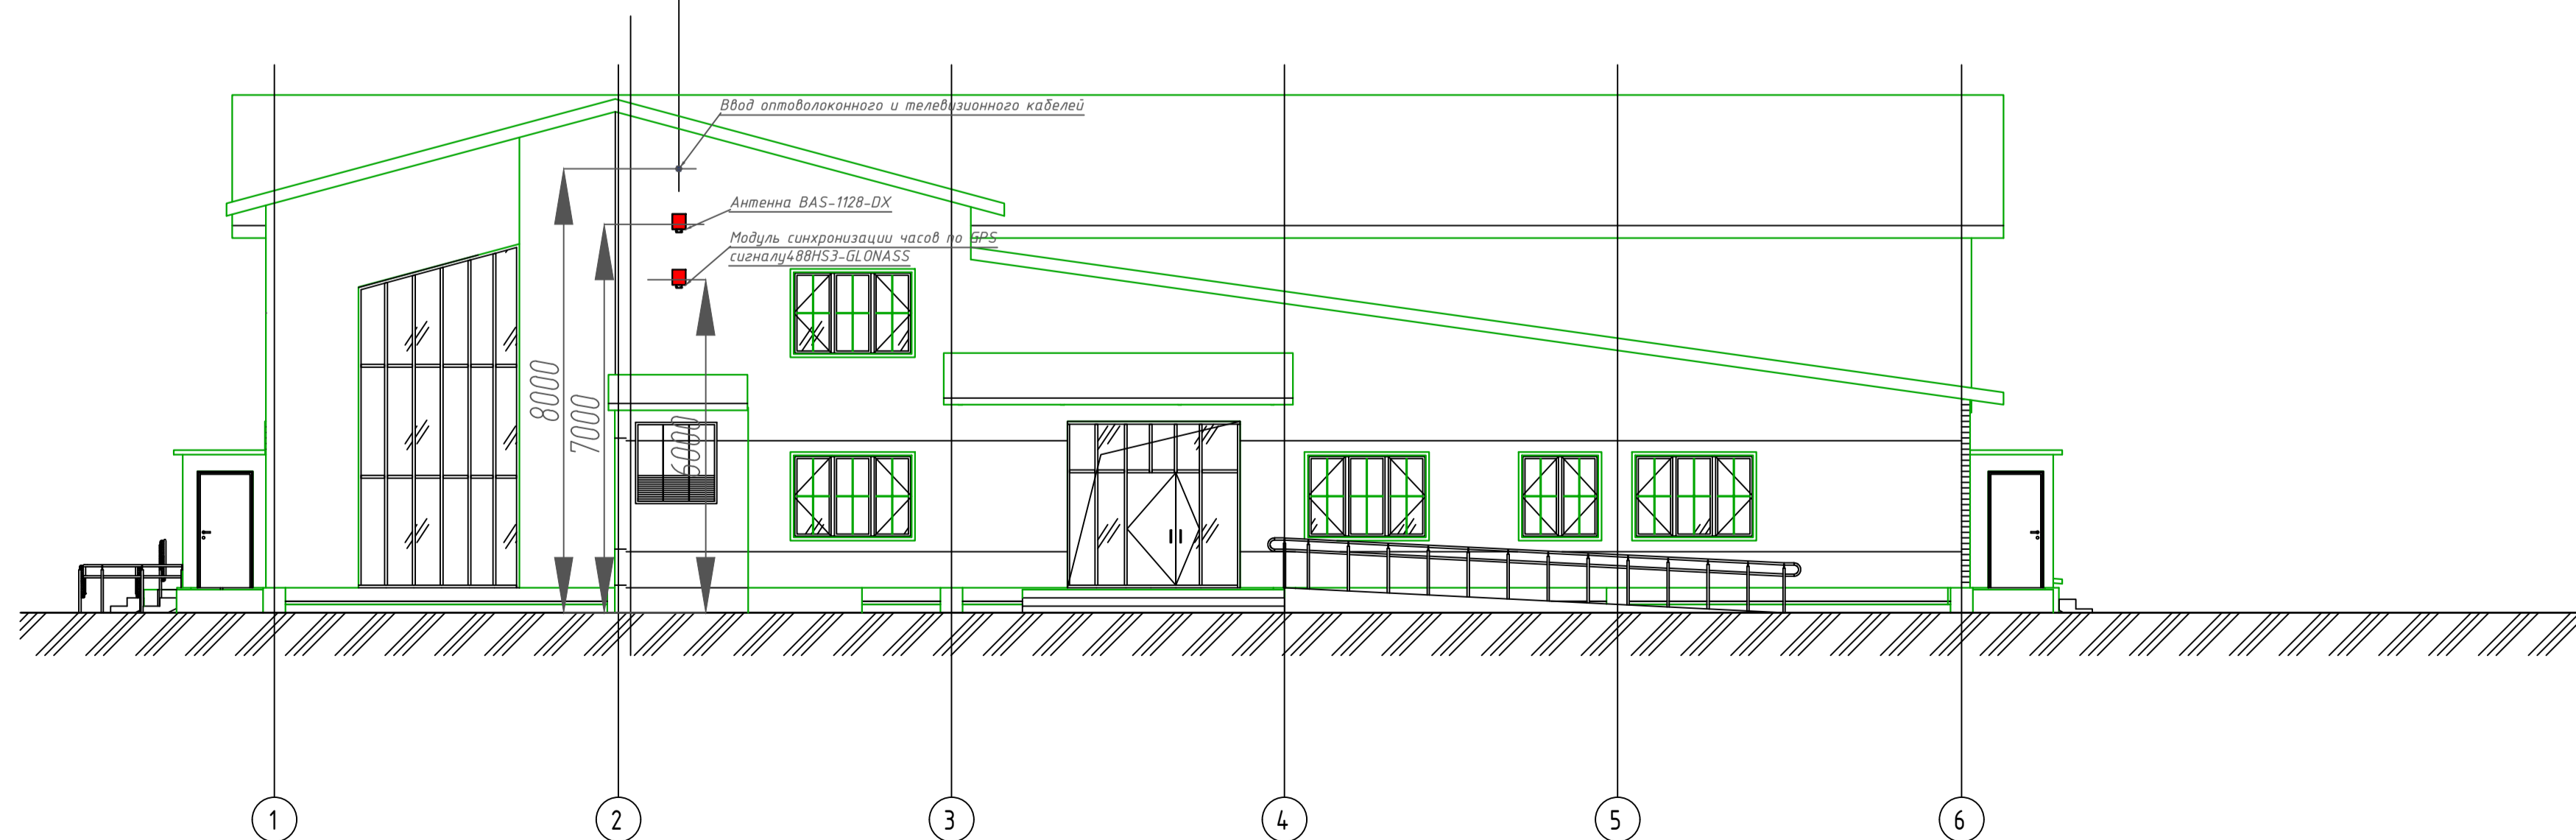 Ввод оптоволоконного и телевизионного кабелей
Антенна BAS-1128-DX
Модуль синхронизации часов по GPS
сигналу488HS3-GLONASS
8000
7000
6000
1
2
3
4
5
6